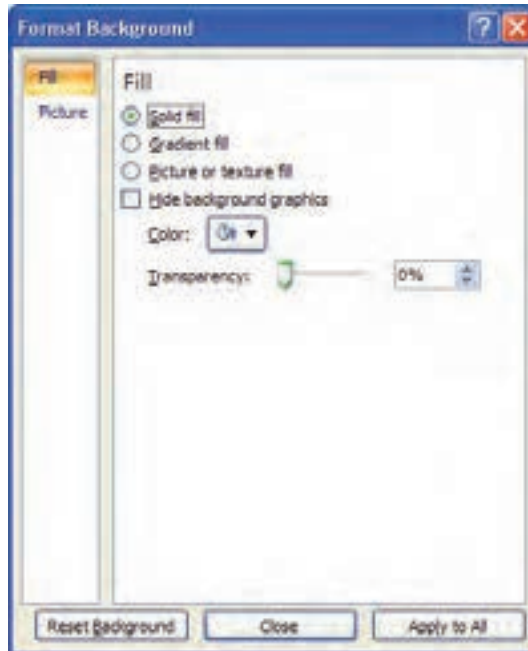 Format Background
Fill
Picture
Fill
Solid fill
Gradient fill
Picture or texture fill
Hide background graphics
Color:
Transparency: 0%
Reset Background Close Apply to All